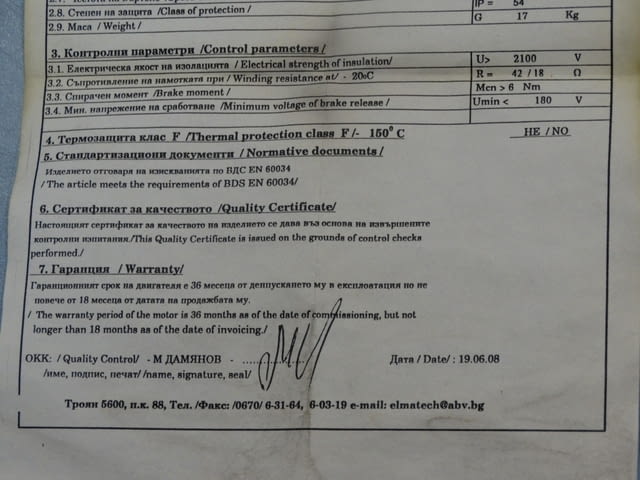 IP = 54
2.8. Степен на защита /Class of protection/
2.9. Маса / Weight/ G 17 Kg
3. Контролни параметри /Control parameters/
3.1. Електрическа якост на изолацията / Electrical strength of insulation/ U> 2100 V
3.2. Съпротивление на намотката при / Winding resistance at/ - 20oC R = 42 / 18 Ω
3.3. Спирачен момент /Brake moment/ Мсп > 6 Nm
3.4. Мин. напрежение на сработване /Minimum voltage of brake release/ Umin < 180 V
4. Термозащита клас F /Thermal protection class F /- 150° C НЕ / NO
5. Стандартизациони документи / Normative documents/
Изделието отговаря на изискванията по БДС EN 60034
/ The article meets the requirements of BDS EN 60034/
6. Сертификат за качеството /Quality Certificate/
Настоящият сертификат за качеството на изделието се дава въз основа на извършените
контролни изпитания./This Quality Certificate is issued on the grounds of control checks
performed./
7. Гаранция / Warranty/
Гаранционният срок на двигателя е 36 месеца от депускането му в експлоатация но не
повече от 18 месеца от датата на продажбата му.
/ The warranty period of the motor is 36 months as of the date of commissioning, but not
longer than 18 months as of the date of invoicing./
ОКК: / Quality Control/ - М ДАМЯНОВ - Дата / Date/ : 19.06.08
/име, подпис, печат/ /name, signature, seal/
Троян 5600, п.к. 88, Тел. /Факс: /0670/ 6-31-64, 6-03-19 e-mail: elmatech@abv.bg